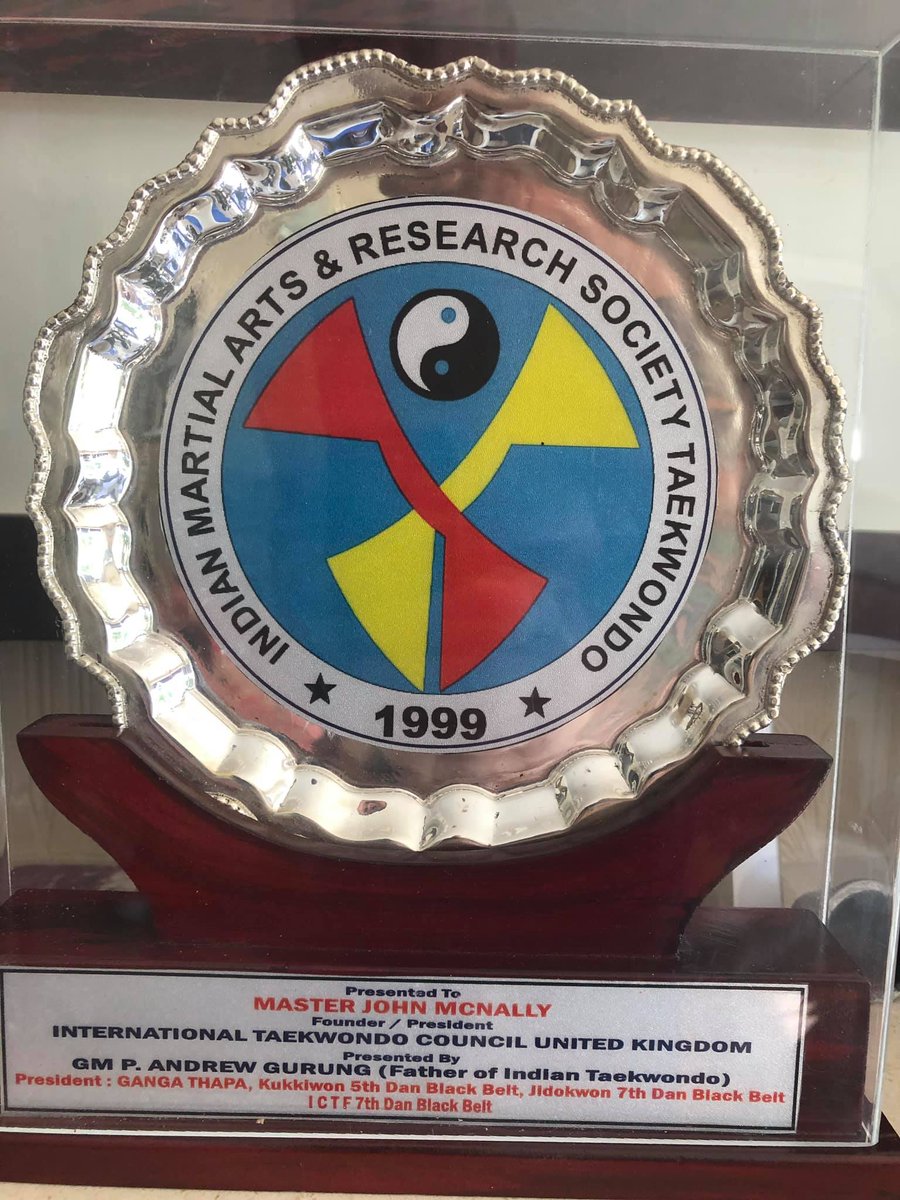 INDIAN MARTIAL ARTS & RESEARCH SOCIETY TAEKWONDO
1999
Presented To
MASTER JOHN MCNALLY
Founder / President
INTERNATIONAL TAEKWONDO COUNCIL UNITED KINGDOM
Presented By
GM P. ANDREW GURUNG (Father of Indian Taekwondo)
President : GANGA THAPA, Kukkiwon 5th Dan Black Belt, Jidokwon 7th Dan Black Belt
I C T F 7th Dan Black Belt